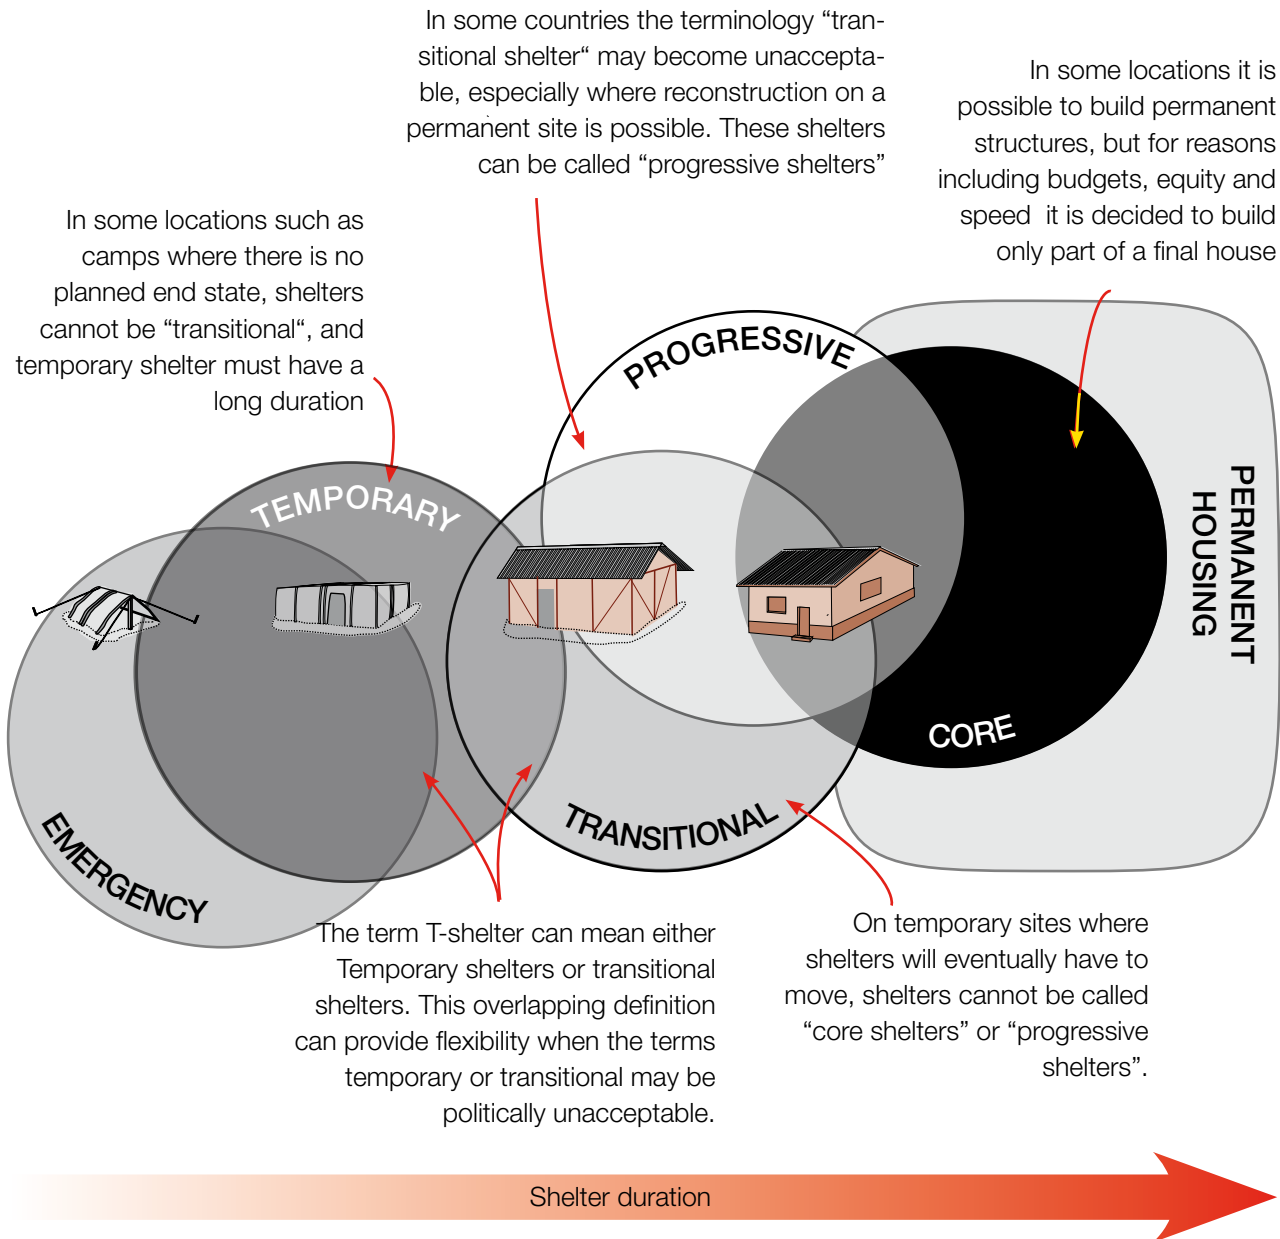 In some countries the terminology “tran-
sitional shelter“ may become unaccepta-
ble, especially where reconstruction on a
permanent site is possible. These shelters
can be called “progressive shelters”
In some locations it is
possible to build permanent
structures, but for reasons
including budgets, equity and
speed  it is decided to build
only part of a final house
In some locations such as
camps where there is no
planned end state, shelters
cannot be “transitional“, and
temporary shelter must have a
long duration
PROGRESSIVE
TEMPORARY
PERMANENT
HOUSING
CORE
TRANSITIONAL
EMERGENCY
The term T-shelter can mean either
Temporary shelters or transitional
shelters. This overlapping definition
can provide flexibility when the terms
temporary or transitional may be
politically unacceptable.
On temporary sites where
shelters will eventually have to
move, shelters cannot be called
“core shelters” or “progressive
shelters”.
Shelter duration